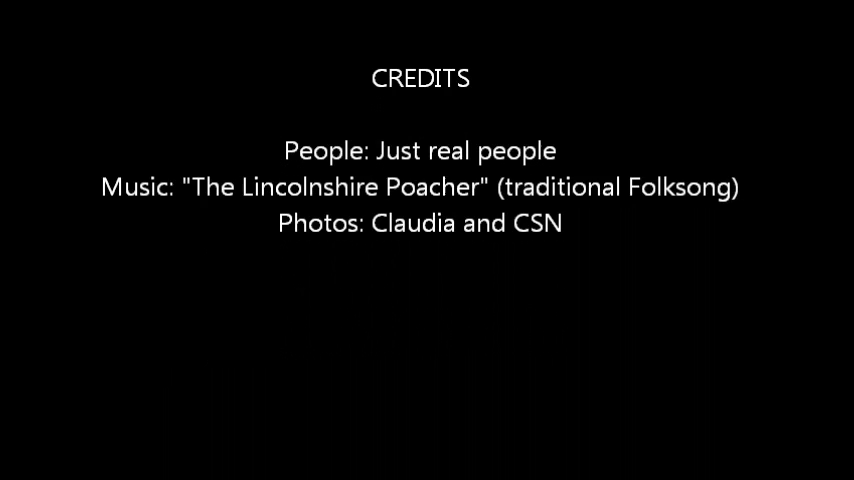 CREDITS
People: Just real people
Music: "The Lincolnshire Poacher" (traditional Folksong)
Photos: Claudia and CSN